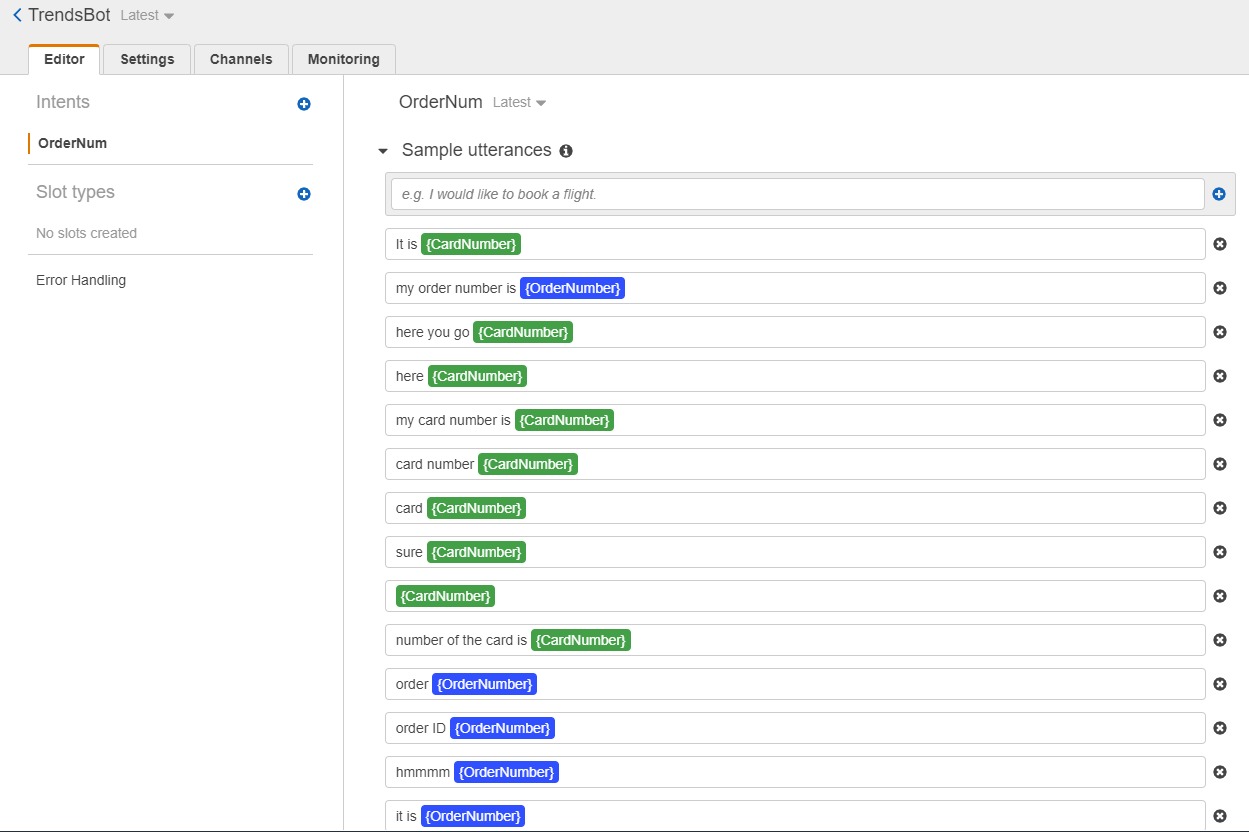 TrendsBot Latest
Editor Settings Channels Monitoring
Intents
OrderNum
Slot types
No slots created
Error Handling
OrderNum Latest
Sample utterances
e.g. I would like to book a flight.
It is {CardNumber}
my order number is {OrderNumber}
here you go {CardNumber}
here {CardNumber}
my card number is {CardNumber}
card number {CardNumber}
card {CardNumber}
sure {CardNumber}
{CardNumber}
number of the card is {CardNumber}
order {OrderNumber}
order ID {OrderNumber}
hmmmm {OrderNumber}
it is {OrderNumber}